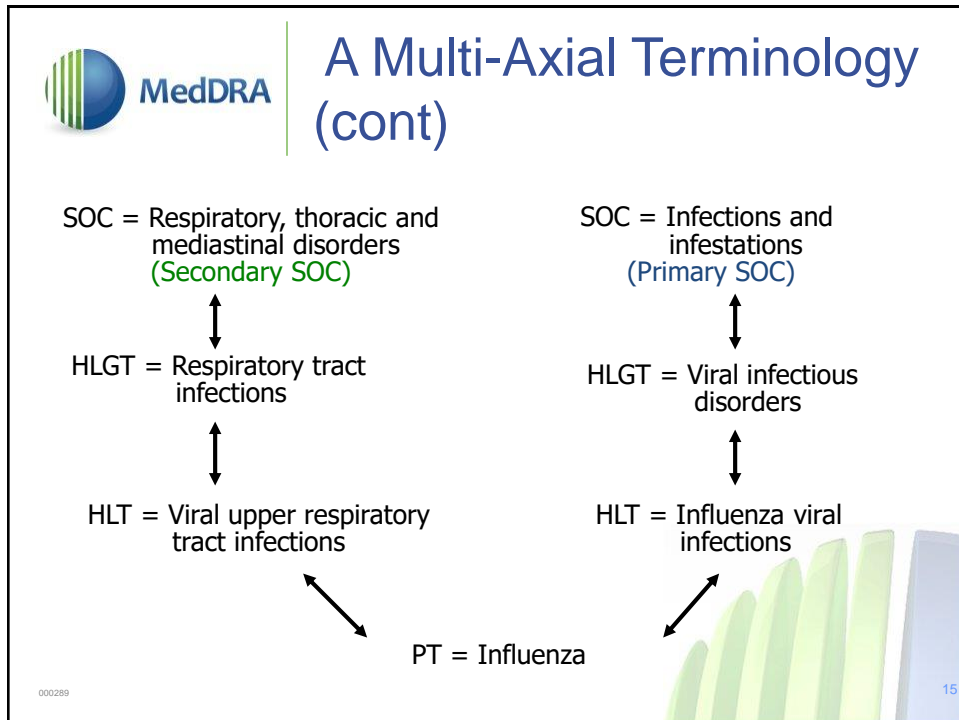 MedDRA
A Multi-Axial Terminology
(cont)
SOC = Respiratory, thoracic and
mediastinal disorders
(Secondary SOC)
HLGT = Respiratory tract
infections
HLT = Viral upper respiratory
tract infections
SOC = Infections and
infestations
(Primary SOC)
HLGT = Viral infectious
disorders
HLT = Influenza viral
infections
PT = Influenza
000289
15